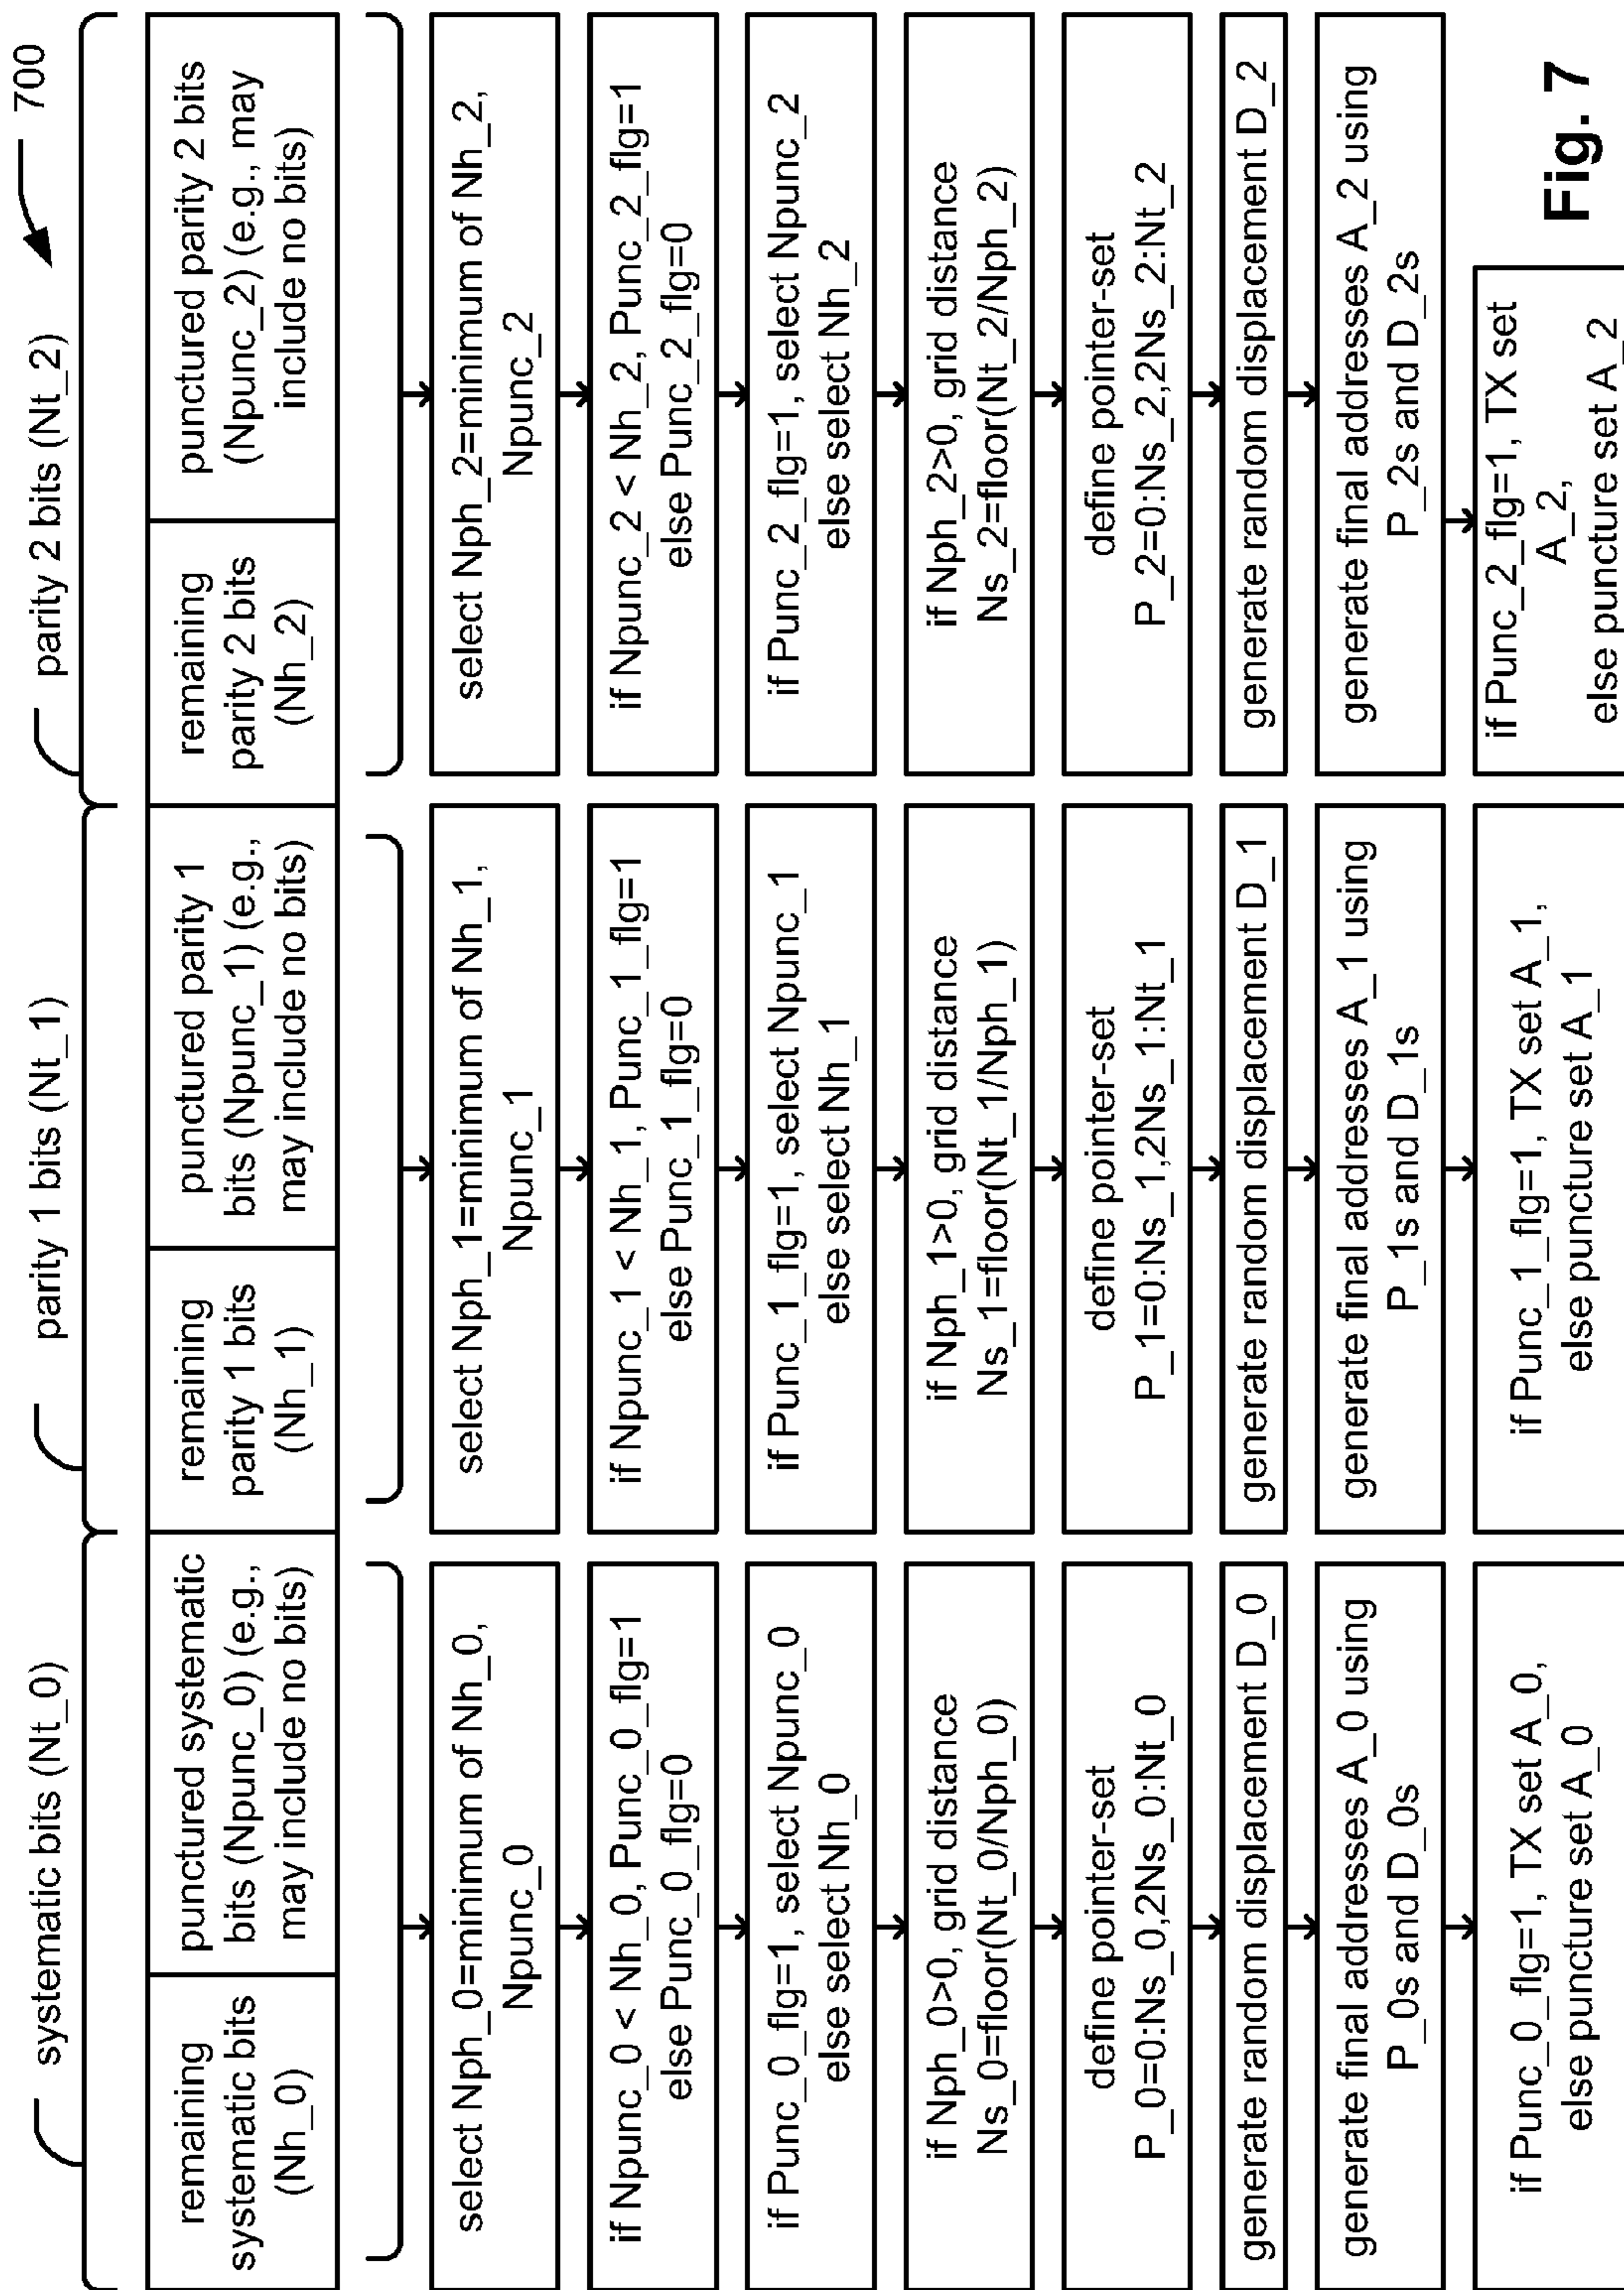 700
systematic bits (Nt_0)
parity 1 bits (Nt_1)
parity 2 bits (Nt_2)
remaining
systematic bits
(Nh_0)
punctured systematic
bits (Npunc_0) (e.g.,
may include no bits)
remaining
parity 1 bits
(Nh_1)
punctured parity 1
bits (Npunc_1) (e.g.,
may include no bits)
remaining
parity 2 bits
(Nh_2)
punctured parity 2 bits
(Npunc_2) (e.g., may
include no bits)
select Nph_0=minimum of Nh_0,
Npunc_0
if Npunc_0 < Nh_0, Punc_0_flg=1
else Punc_0_flg=0
if Punc_0_flg=1, select Npunc_0
else select Nh_0
if Nph_0>0, grid distance
Ns_0=floor(Nt_0/Nph_0)
define pointer-set
P_0=0:Ns_0,2Ns_0:Nt_0
generate random displacement D_0
generate final addresses A_0 using
P_0s and D_0s
if Punc_0_flg=1, TX set A_0,
else puncture set A_0
select Nph_1=minimum of Nh_1,
Npunc_1
if Npunc_1 < Nh_1, Punc_1_flg=1
else Punc_1_flg=0
if Punc_1_flg=1, select Npunc_1
else select Nh_1
if Nph_1>0, grid distance
Ns_1=floor(Nt_1/Nph_1)
define pointer-set
P_1=0:Ns_1,2Ns_1:Nt_1
generate random displacement D_1
generate final addresses A_1 using
P_1s and D_1s
if Punc_1_flg=1, TX set A_1,
else puncture set A_1
select Nph_2=minimum of Nh_2,
Npunc_2
if Npunc_2 < Nh_2, Punc_2_flg=1
else Punc_2_flg=0
if Punc_2_flg=1, select Npunc_2
else select Nh_2
if Nph_2>0, grid distance
Ns_2=floor(Nt_2/Nph_2)
define pointer-set
P_2=0:Ns_2,2Ns_2:Nt_2
generate random displacement D_2
generate final addresses A_2 using
P_2s and D_2s
if Punc_2_flg=1, TX set
A_2,
else puncture set A_2
Fig. 7